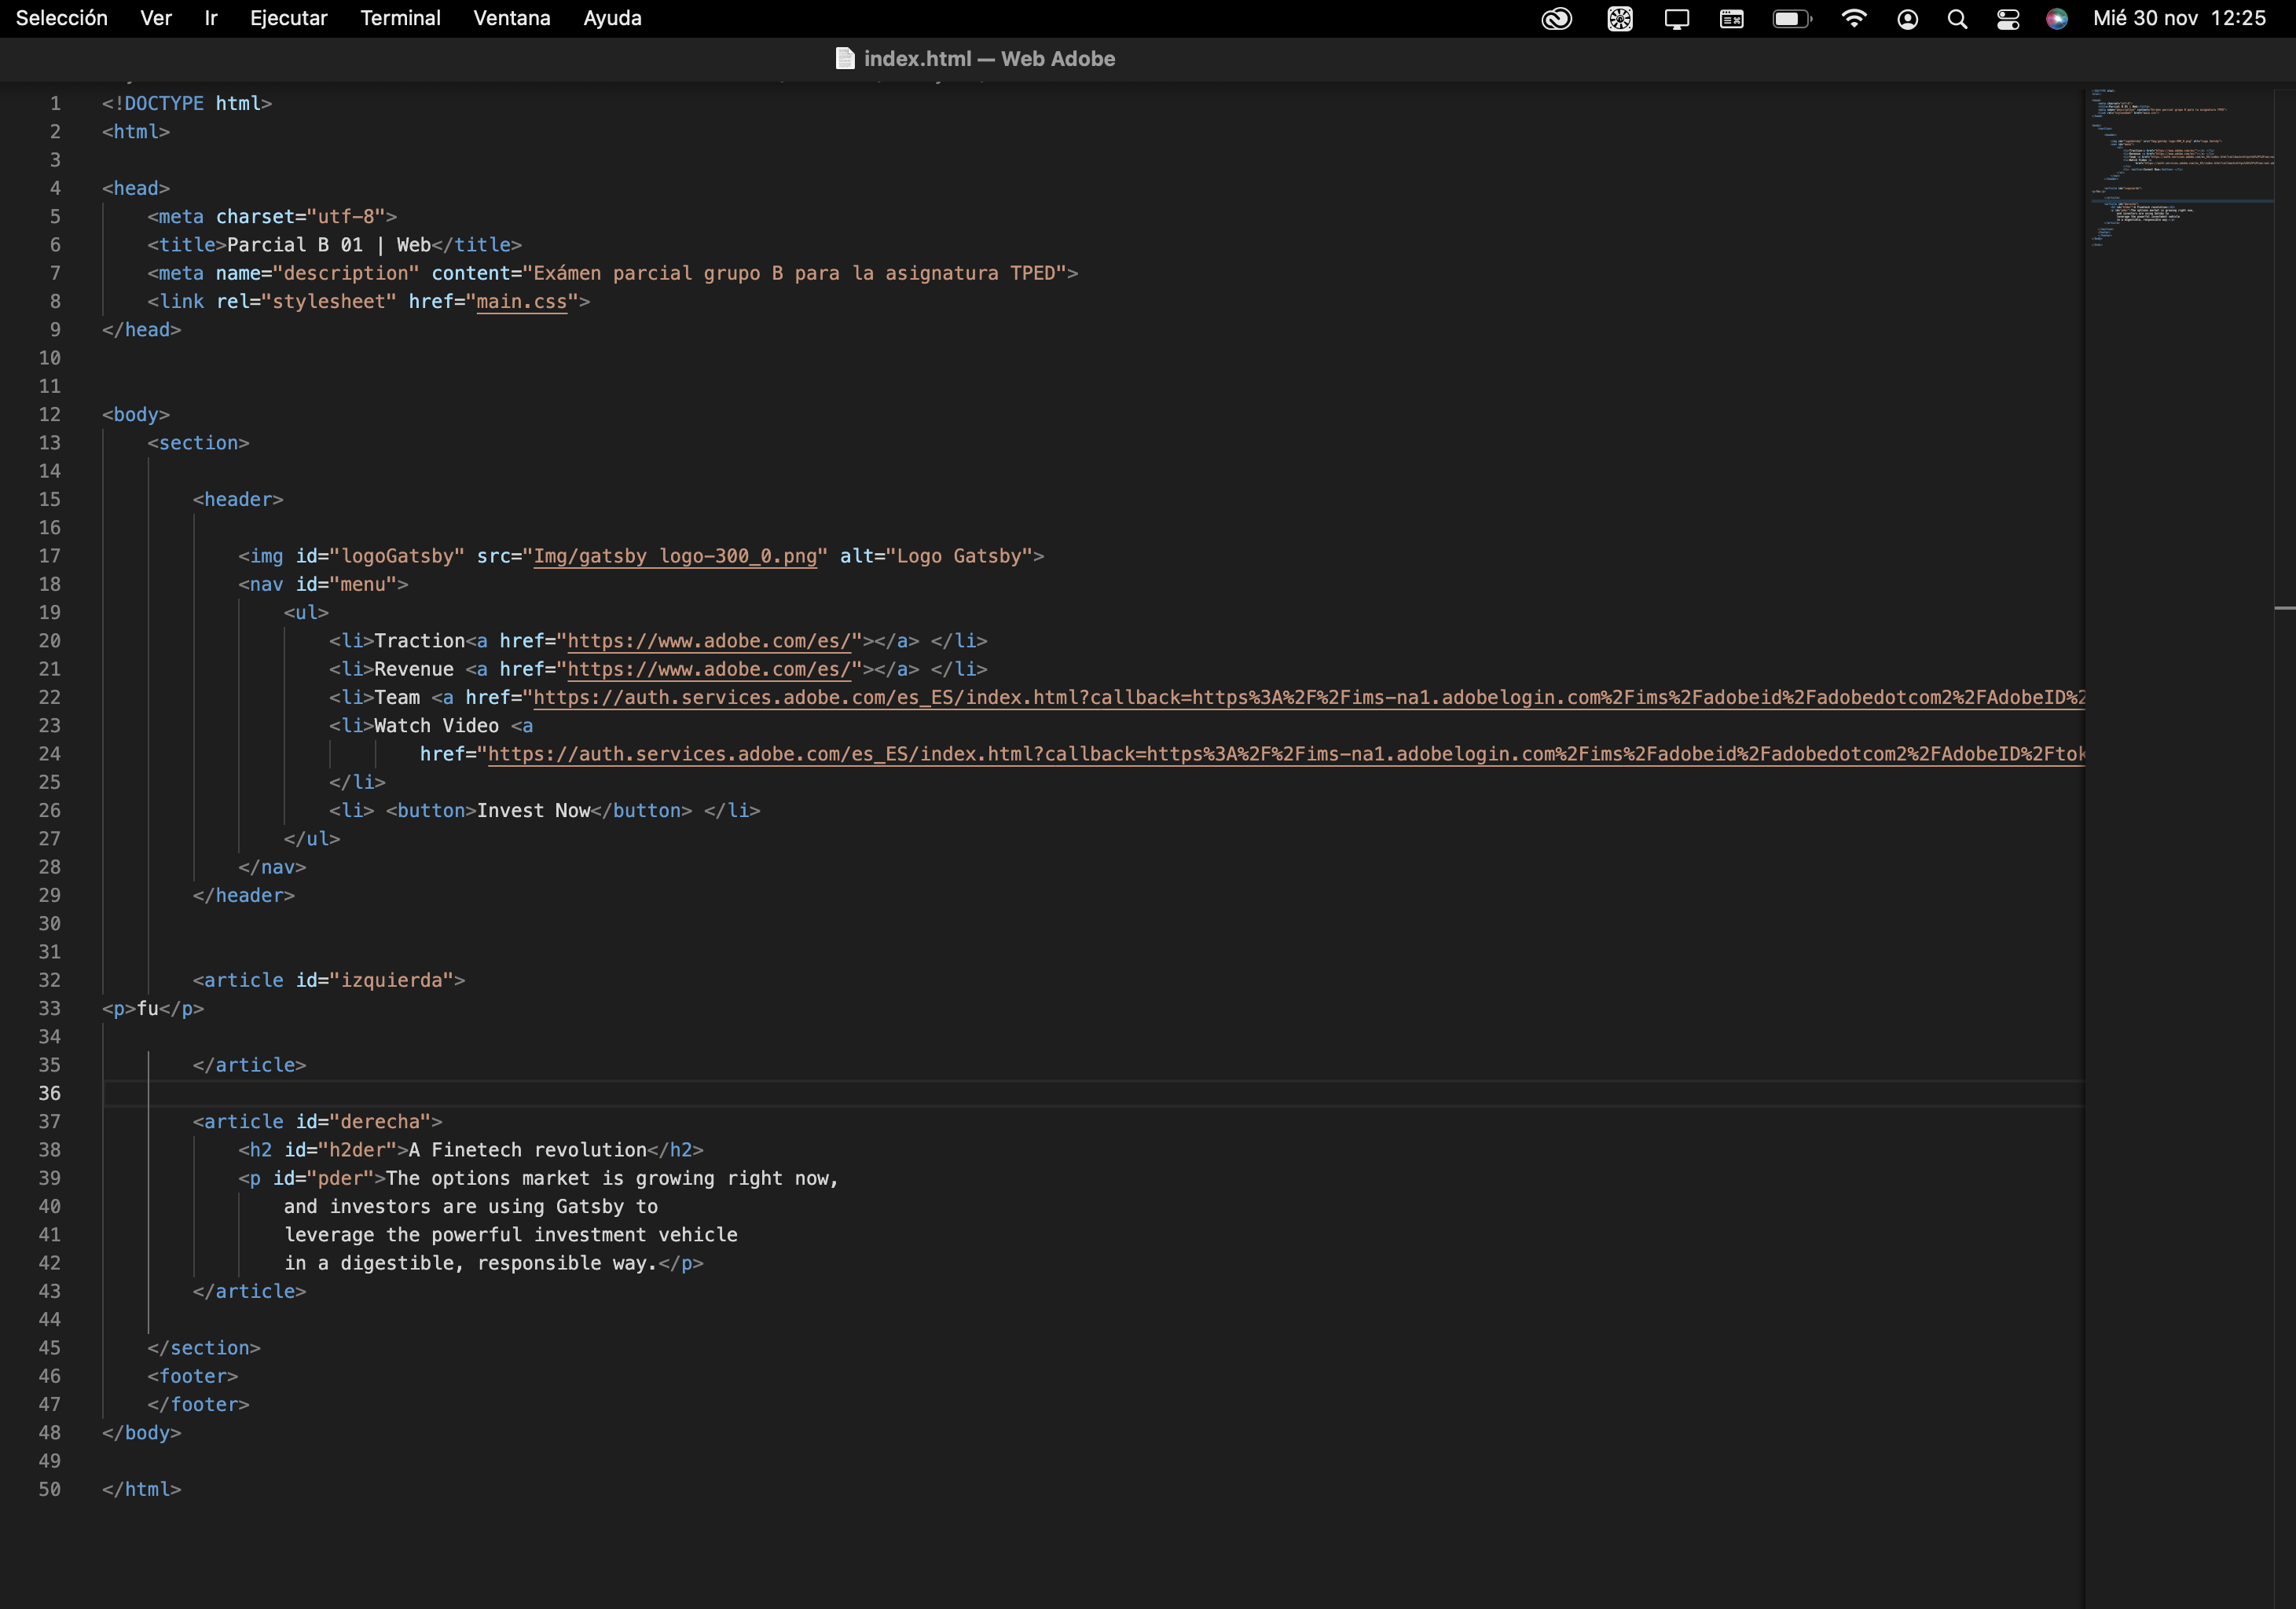 Selección Ver Ir Ejecutar Terminal Ventana Ayuda Mié 30 nov 12:25
index.html — Web Adobe
1 <!DOCTYPE html>
2 <html>
3
4 <head>
5 <meta charset="utf-8">
6 <title>Parcial B 01 | Web</title>
7 <meta name="description" content="Exámen parcial grupo B para la asignatura TPED">
8 <link rel="stylesheet" href="main.css">
9 </head>
10
11
12 <body>
13 <section>
14
15 <header>
16
17 <img id="logoGatsby" src="Img/gatsby logo-300_0.png" alt="Logo Gatsby">
18 <nav id="menu">
19 <ul>
20 <li>Traction<a href="https://www.adobe.com/es/"></a> </li>
21 <li>Revenue <a href="https://www.adobe.com/es/"></a> </li>
22 <li>Team <a href="https://auth.services.adobe.com/es_ES/index.html?callback=https%3A%2F%2Fims-na1.adobelogin.com%2Fims%2Fadobeid%2Fadobedotcom2%2FAdobeID%2
23 <li>Watch Video <a
24 href="https://auth.services.adobe.com/es_ES/index.html?callback=https%3A%2F%2Fims-na1.adobelogin.com%2Fims%2Fadobeid%2Fadobedotcom2%2FAdobeID%2Ftok
25 </li>
26 <li> <button>Invest Now</button> </li>
27 </ul>
28 </nav>
29 </header>
30
31
32 <article id="izquierda">
33 <p>fu</p>
34
35 </article>
36
37 <article id="derecha">
38 <h2 id="h2der">A Finetech revolution</h2>
39 <p id="pder">The options market is growing right now,
40 and investors are using Gatsby to
41 leverage the powerful investment vehicle
42 in a digestible, responsible way.</p>
43 </article>
44
45 </section>
46 <footer>
47 </footer>
48 </body>
49
50 </html>